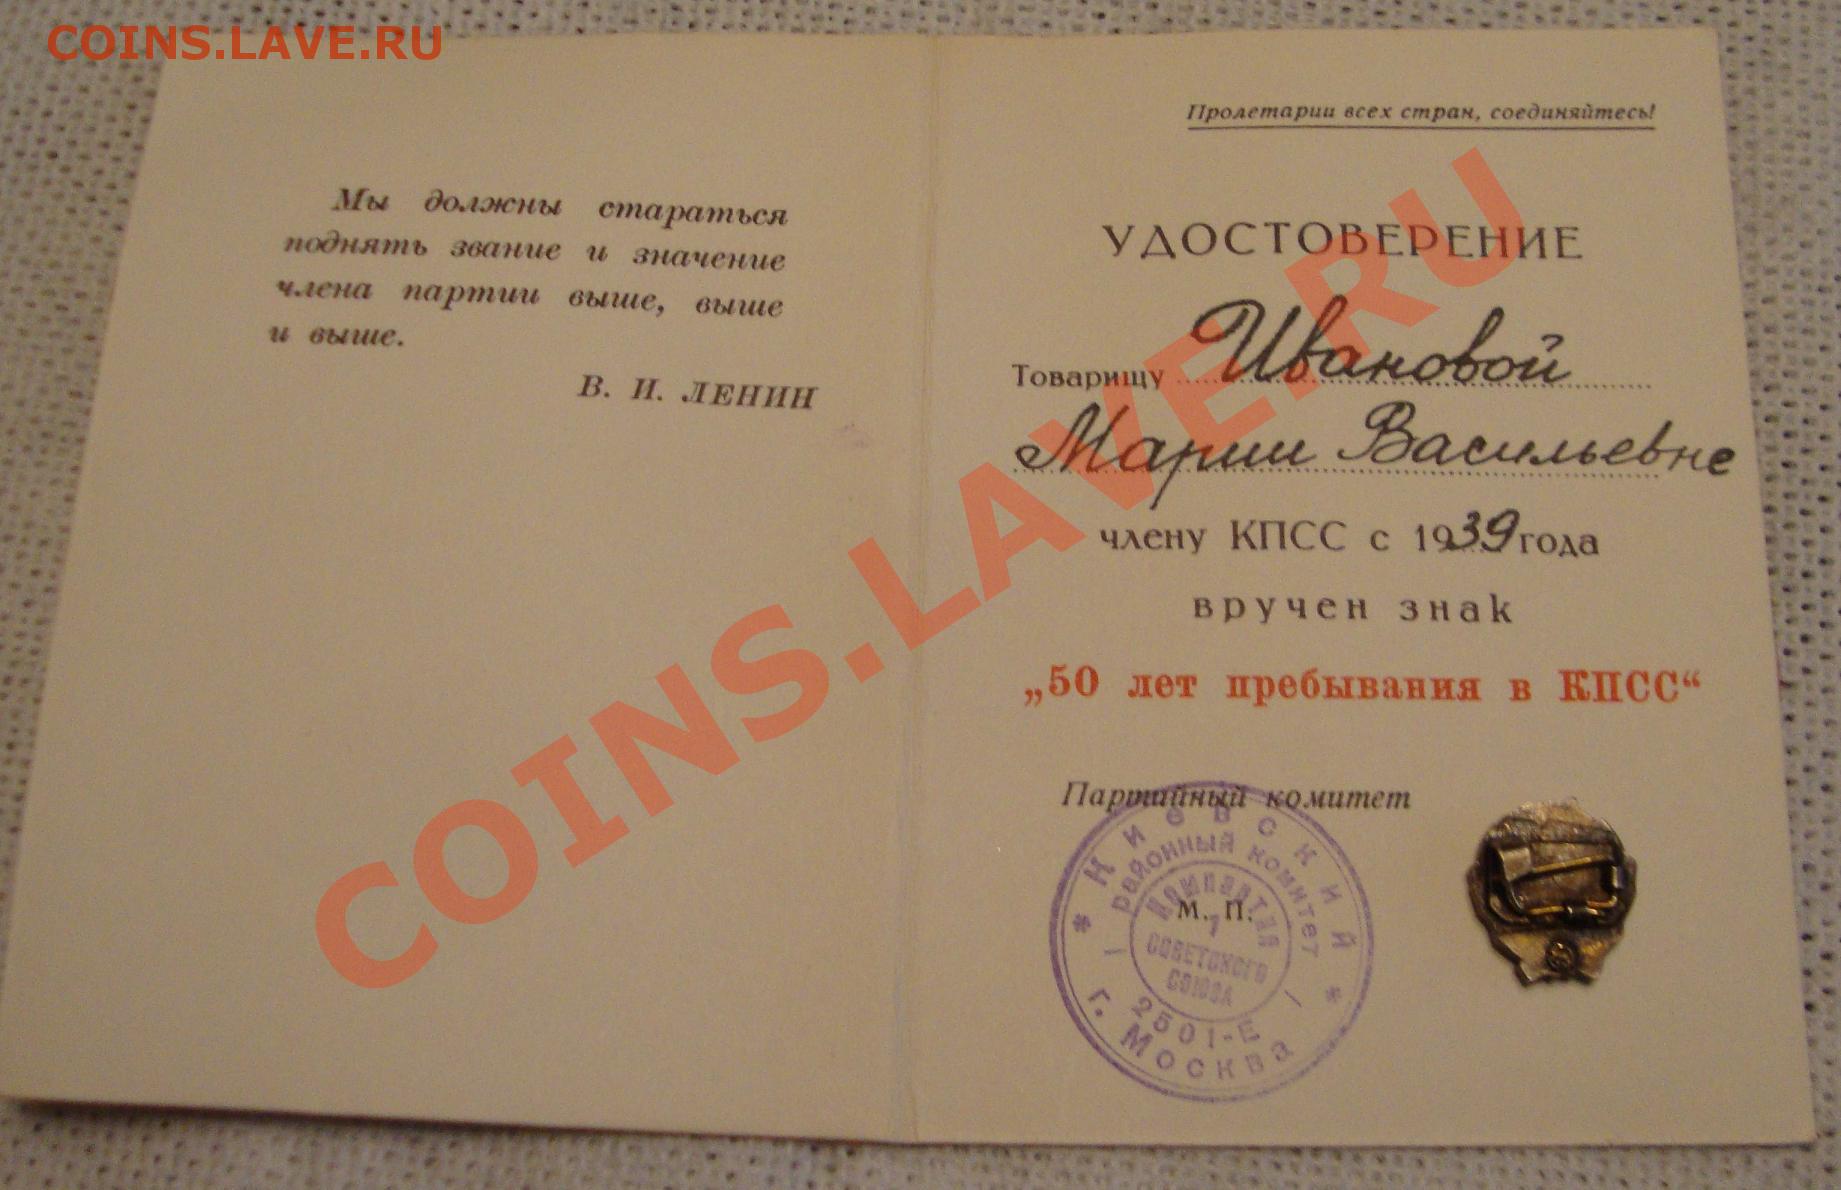 COINS.LAVE.RU
Мы должны стараться
поднять звание и значение
члена партии выше, выше
и выше.
В. И. ЛЕНИН
Пролетарии всех стран, соединяйтесь!
УДОСТОВЕРЕНИЕ
Товарищу Ивановой
Марии Васильевне
члену КПСС с 1939 года
вручен знак
„50 лет пребывания в КПСС“
Партийный комитет
М. П.
* Киевский *
районный комитет
КОМПАРТИЯ
1
СОВЕТСКОГО
СОЮЗА
2501-Е
г. Москва
COINS.LAVE.RU